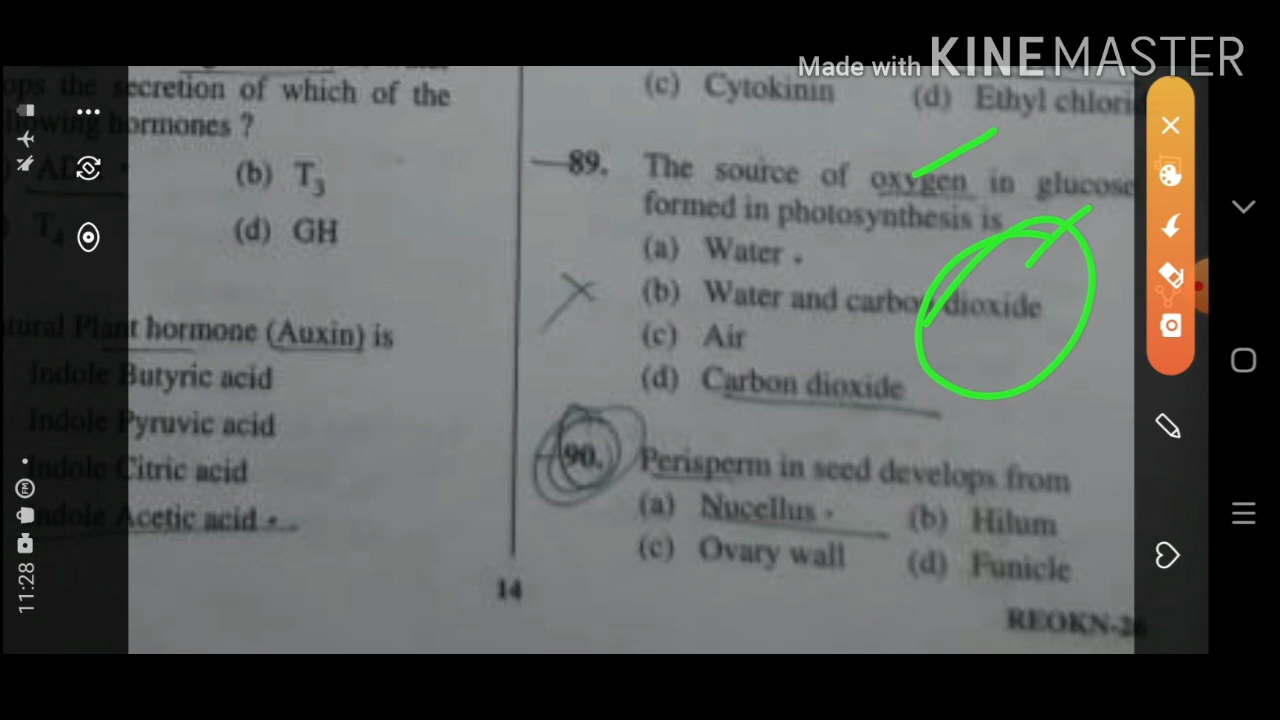 Made with KINEMASTER
secretion of which of the
hormones ?
(b) T3
T4
(d) GH
Plant hormone (Auxin) is
Indole Butyric acid
Indole Pyruvic acid
Indole Citric acid
Indole Acetic acid
14
(c) Cytokinin
(d) Ethyl
89. The source of oxygen in glucose
formed in photosynthesis is
(a) Water
(b) Water and carbon dioxide
(c) Air
(d) Carbon dioxide
90. Perisperm in seed develops from
(a) Nucellus
(b) Hilum
(c) Ovary wall
(d) Funicle
11:28
FM